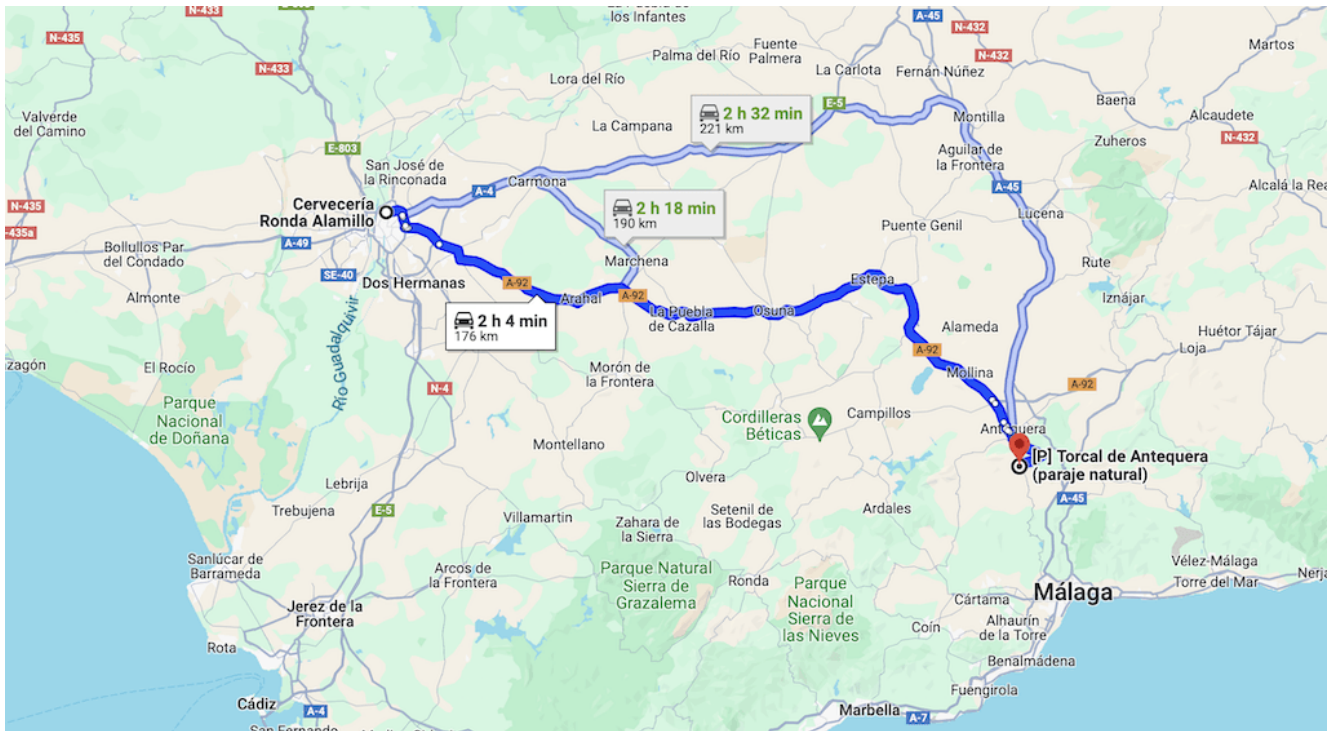 N-433
N-435
los Infantes
A-45
N-432
N-432
Martos
N-433
Palma del Río
Fuente
Palmera
La Carlota
Fernán Núñez
Lora del Río
Baena
Alcaudete
Valverde
del Camino
2 h 32 min
221 km
E-5
Montilla
La Campana
E-803
Zuheros
N-432
San José de
la Rinconada
Aguilar de
la Frontera
Carmona
A-4
A-45
Alcalá la Rea
N-435
-435a
Cervecería
Ronda Alamillo
2 h 18 min
190 km
Lucena
Puente Genil
Bollullos Par
del Condado
A-49
Marchena
Rute
SE-40
Dos Hermanas
A-92
Estepa
Almonte
Arahal
A-92
La Puebla
de Cazalla
Osuna
Iznájar
2 h 4 min
176 km
Alameda
Huétor Tájar
Río Guadalquivir
A-92
Loja
zagón
El Rocío
Morón de
la Frontera
Mollina
A-92
N-4
Parque
Nacional
de Doñana
Cordilleras
Béticas
Campillos
Antequera
Montellano
[P] Torcal de Antequera
(paraje natural)
Lebrija
Olvera
A-45
Trebujena
E-5
Villamartin
Zahara de
la Sierra
Setenil de
las Bodegas
Ardales
Sanlúcar de
Barrameda
Arcos de
la Frontera
Parque Natural
Sierra de
Grazalema
Ronda
Parque
Nacional
Sierra de
las Nieves
Vélez-Málaga
Torre del Mar
Nerj
Málaga
Cártama
Jerez de la
Frontera
Coín
Alhaurín
de la Torre
Rota
Benalmádena
Fuengirola
Cádiz
A-4
Marbella
A-7
San Fernando